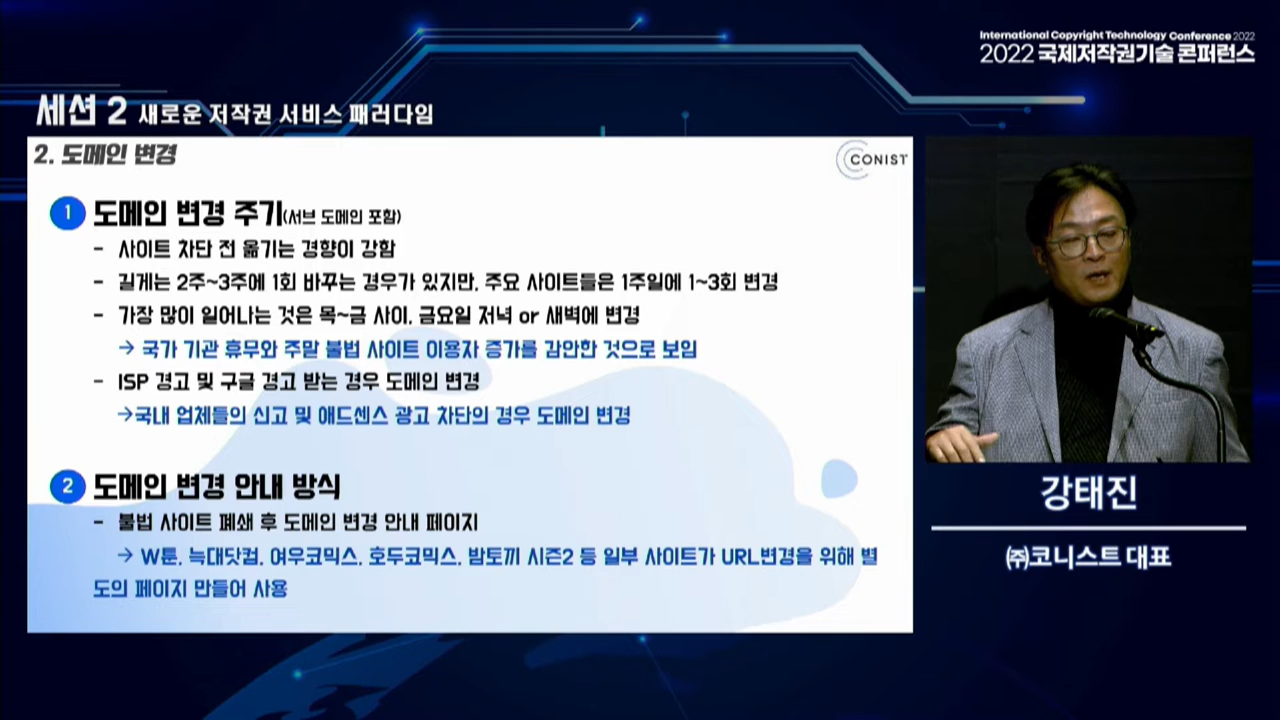 International Copyright Technology Conference 2022
2022 국제저작권기술 콘퍼런스
세션 2 새로운 저작권 서비스 패러다임
2. 도메인 변경
CONIST
1 도메인 변경 주기(서브 도메인 포함)
- 사이트 차단 전 옮기는 경향이 강함
- 길게는 2주~3주에 1회 바꾸는 경우가 있지만, 주요 사이트들은 1주일에 1~3회 변경
- 가장 많이 일어나는 것은 목~금 사이, 금요일 저녁 or 새벽에 변경
→ 국가 기관 휴무와 주말 불법 사이트 이용자 증가를 감안한 것으로 보임
- ISP 경고 및 구글 경고 받는 경우 도메인 변경
→국내 업체들의 신고 및 애드센스 광고 차단의 경우 도메인 변경
2 도메인 변경 안내 방식
- 불법 사이트 폐쇄 후 도메인 변경 안내 페이지
→ W툰, 늑대닷컴, 여우코믹스, 호두코믹스, 밤토끼 시즌2 등 일부 사이트가 URL변경을 위해 별
도의 페이지 만들어 사용
강태진
㈜코니스트 대표